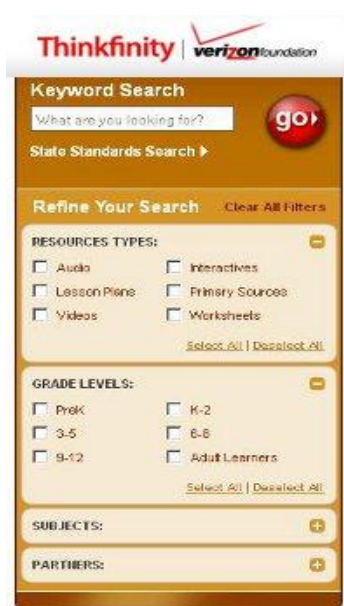 Thinkfinity | verizonfoundation
Keyword Search
What are you looking for?
go
State Standards Search
Refine Your Search Clear All Filters
RESOURCES TYPES:
Audio Interactives
Lesson Plans Primary Sources
Videos Worksheets
Select All | Deselect All
GRADE LEVELS:
PreK K-2
3-5 6-8
9-12 Adult Learners
Select All | Deselect All
SUBJECTS:
PARTNERS: